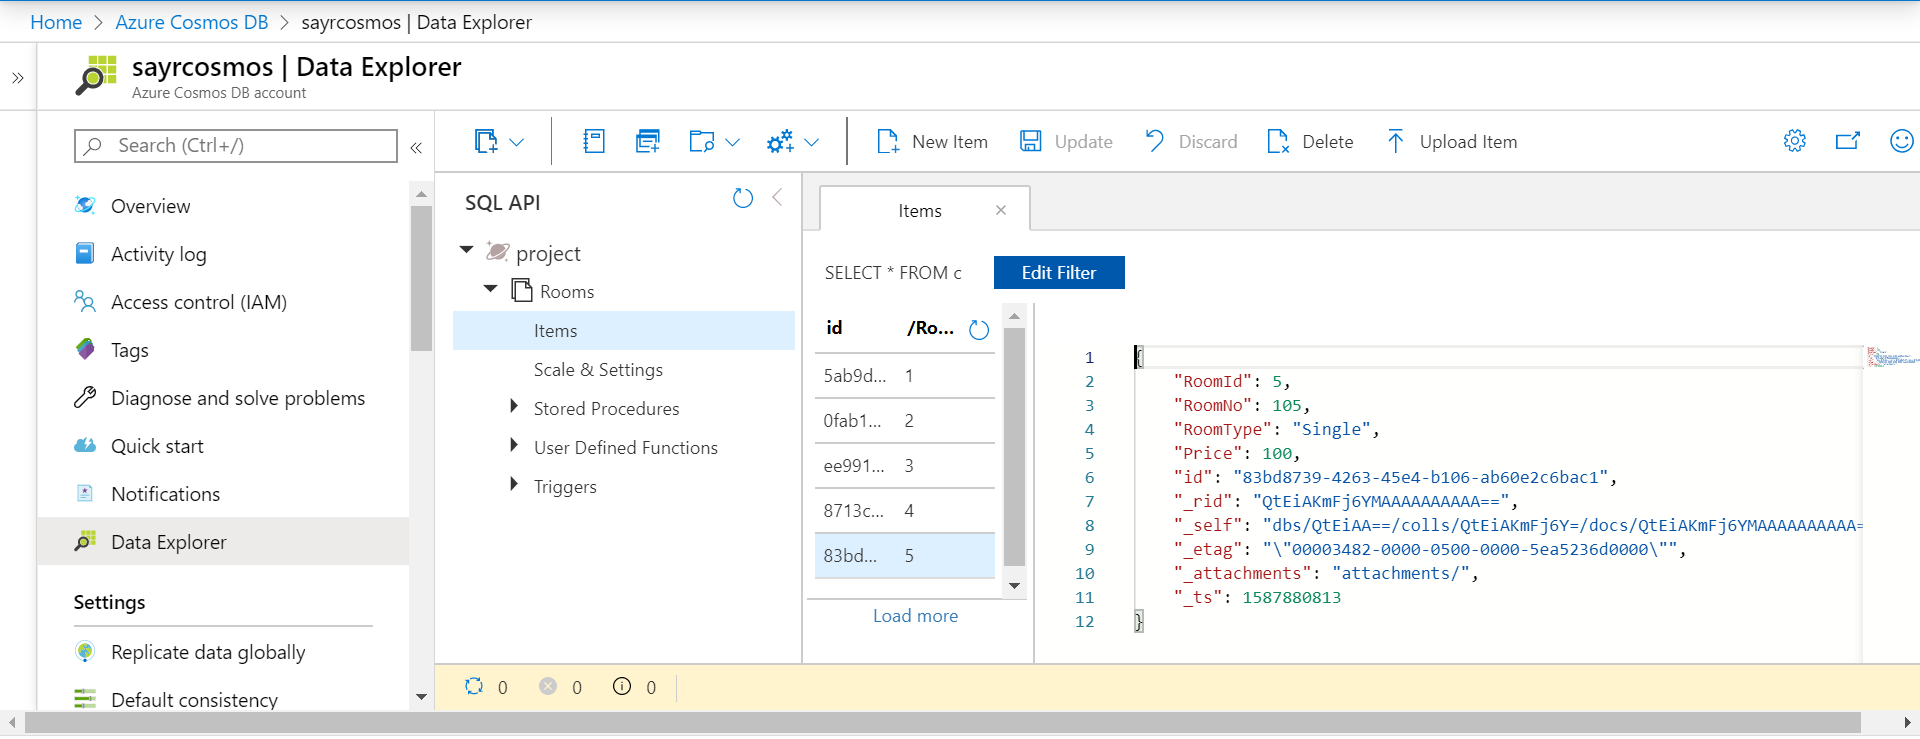 Home > Azure Cosmos DB > sayrcosmos | Data Explorer
sayrcosmos | Data Explorer
Azure Cosmos DB account
Search (Ctrl+/)
Overview
Activity log
Access control (IAM)
Tags
Diagnose and solve problems
Quick start
Notifications
Data Explorer
Settings
Replicate data globally
Default consistency
New Item Update Discard Delete Upload Item
SQL API
project
Rooms
Items
Scale & Settings
Stored Procedures
User Defined Functions
Triggers
Items
SELECT * FROM c Edit Filter
id /Ro...
5ab9d... 1
0fab1... 2
ee991... 3
8713c... 4
83bd... 5
Load more
1 {
2 "RoomId": 5,
3 "RoomNo": 105,
4 "RoomType": "Single",
5 "Price": 100,
6 "id": "83bd8739-4263-45e4-b106-ab60e2c6bac1",
7 "_rid": "QtEiAKmFj6YMAAAAAAAAAA==",
8 "_self": "dbs/QtEiAA==/colls/QtEiAKmFj6Y=/docs/QtEiAKmFj6YMAAAAAAAAAA=
9 "_etag": "\"00003482-0000-0500-0000-5ea5236d0000\"",
10 "_attachments": "attachments/",
11 "_ts": 1587880813
12 }
0 0 0